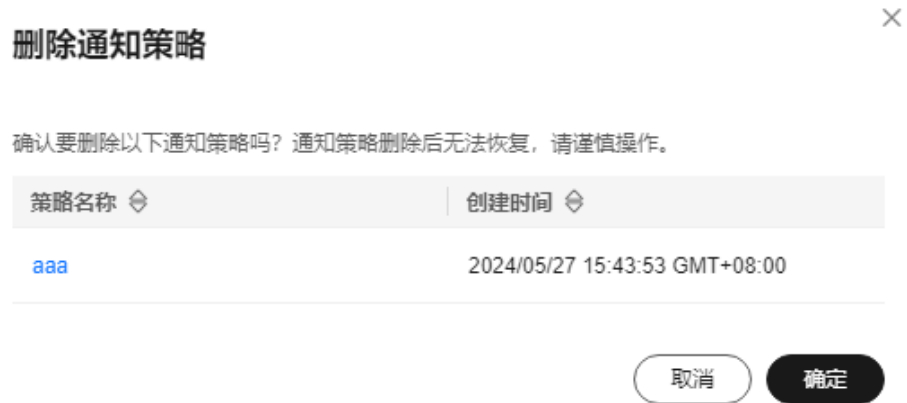 删除通知策略
确认要删除以下通知策略吗？通知策略删除后无法恢复，请谨慎操作。
策略名称 创建时间
aaa 2024/05/27 15:43:53 GMT+08:00
取消 确定